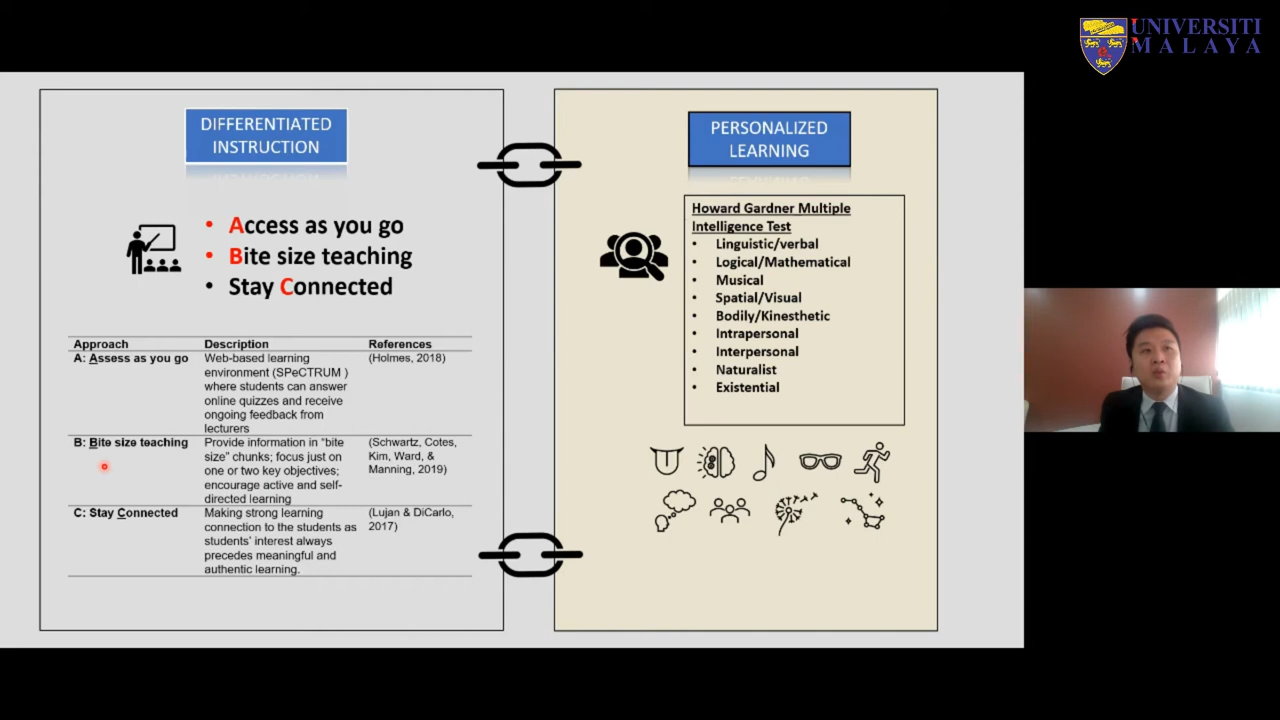 UNIVERSITI
MALAYA
DIFFERENTIATED
INSTRUCTION
• Access as you go
• Bite size teaching
• Stay Connected
Approach Description References
A: Assess as you go Web-based learning (Holmes, 2018)
environment (SPeCTRUM )
where students can answer
online quizzes and receive
ongoing feedback from
lecturers
B: Bite size teaching Provide information in “bite (Schwartz, Cotes,
size” chunks; focus just on Kim, Ward, &
one or two key objectives; Manning, 2019)
encourage active and self-
directed learning
C: Stay Connected Making strong learning (Lujan & DiCarlo,
connection to the students as 2017)
students’ interest always
precedes meaningful and
authentic learning.
PERSONALIZED
LEARNING
Howard Gardner Multiple
Intelligence Test
• Linguistic/verbal
• Logical/Mathematical
• Musical
• Spatial/Visual
• Bodily/Kinesthetic
• Intrapersonal
• Interpersonal
• Naturalist
• Existential